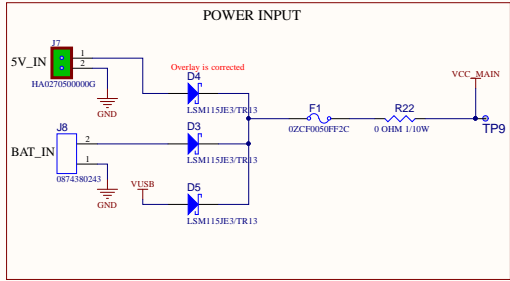 POWER INPUT
J7
5V_IN
1
2
HA0270500000G
GND
Overlay is corrected
D4
LSM115JE3/TR13
J8
BAT_IN
2
1
0874380243
GND
D3
LSM115JE3/TR13
VUSB
D5
LSM115JE3/TR13
F1
0ZCF0050FF2C
R22
0 OHM 1/10W
VCC_MAIN
TP9